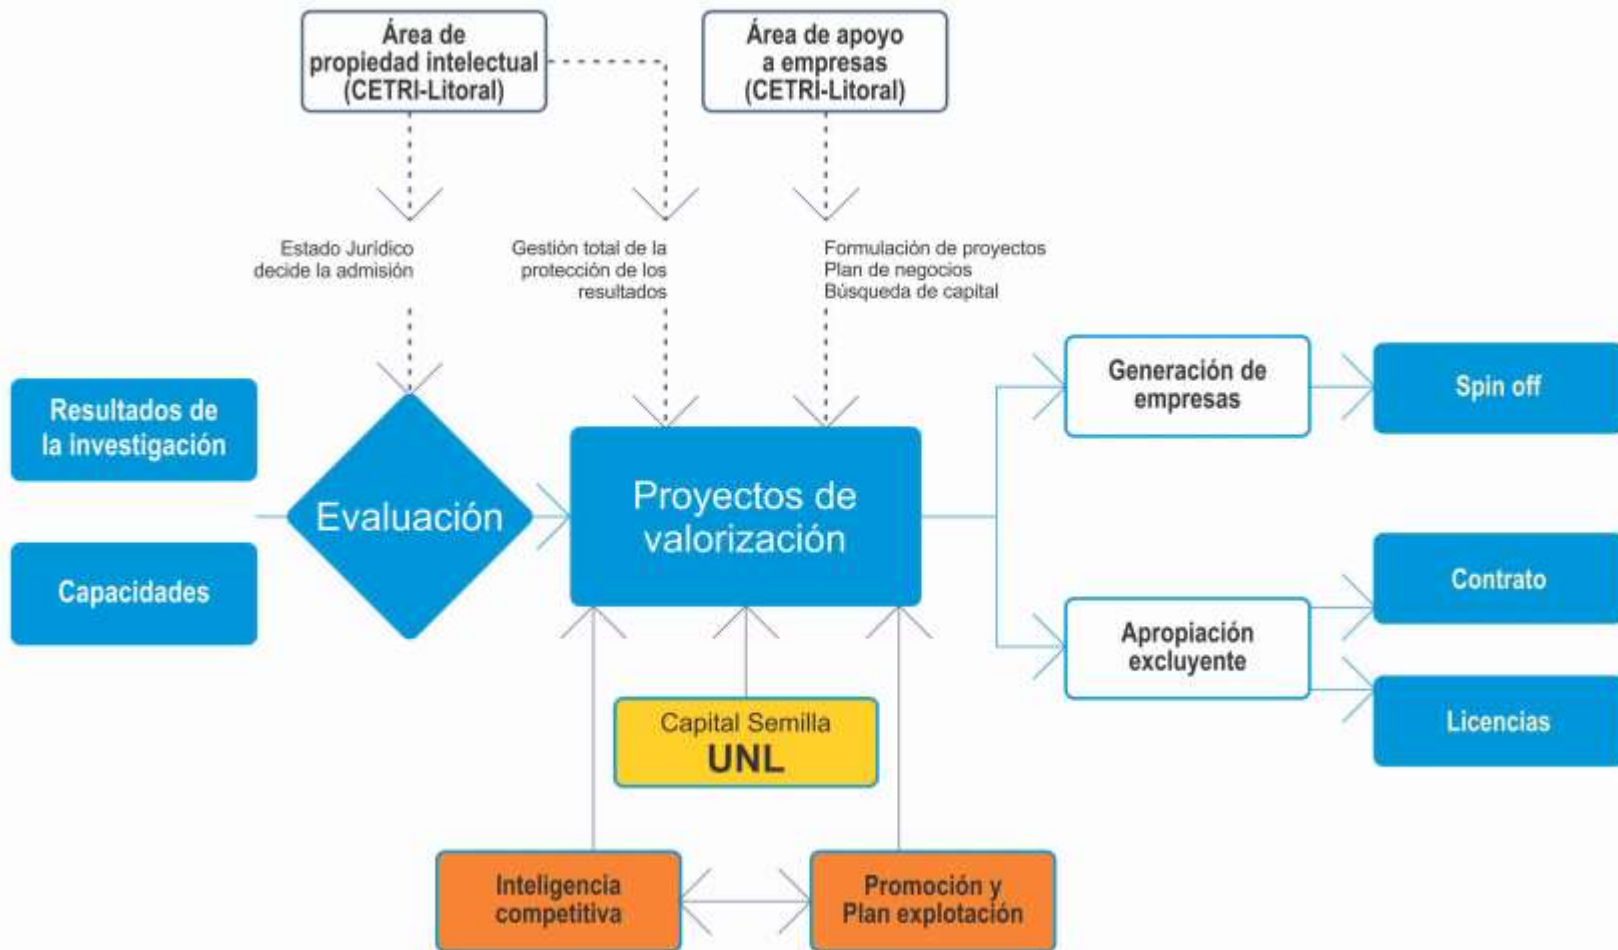 Área de
propiedad intelectual
(CETRI-Litoral)
Área de apoyo
a empresas
(CETRI-Litoral)
Estado Jurídico
decide la admisión
Gestión total de la
protección de los
resultados
Formulación de proyectos
Plan de negocios
Búsqueda de capital
Resultados de
la investigación
Capacidades
Evaluación
Proyectos de
valorización
Generación de
empresas
Spin off
Apropiación
excluyente
Contrato
Licencias
Capital Semilla
UNL
Inteligencia
competitiva
Promoción y
Plan explotación